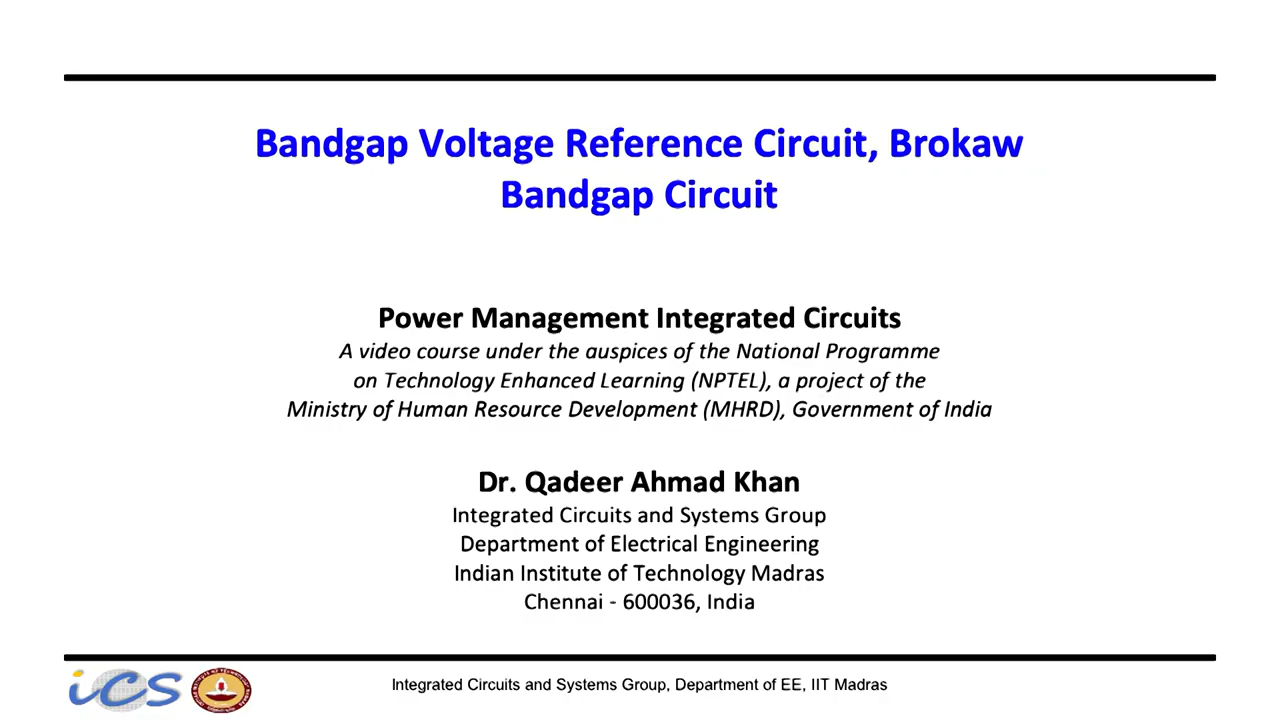 Bandgap Voltage Reference Circuit, Brokaw
Bandgap Circuit
Power Management Integrated Circuits
A video course under the auspices of the National Programme
on Technology Enhanced Learning (NPTEL), a project of the
Ministry of Human Resource Development (MHRD), Government of India
Dr. Qadeer Ahmad Khan
Integrated Circuits and Systems Group
Department of Electrical Engineering
Indian Institute of Technology Madras
Chennai - 600036, India
iCS
Integrated Circuits and Systems Group, Department of EE, IIT Madras